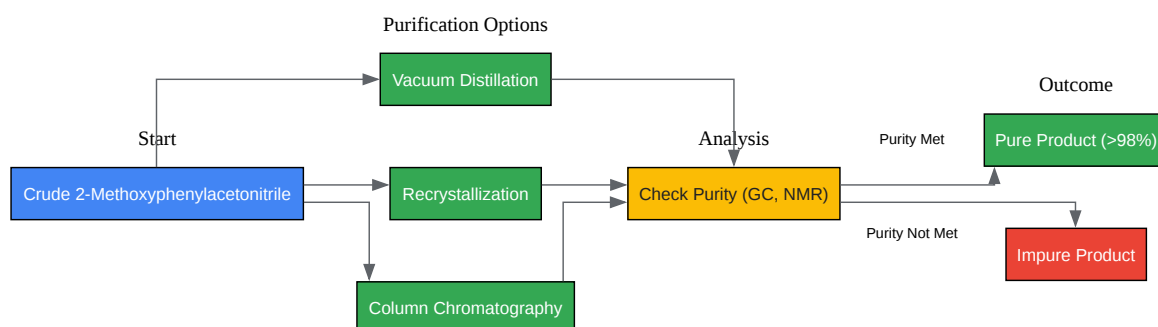 Purification Options
Vacuum Distillation
Outcome
Start
Analysis
Purity Met
Pure Product (>98%)
Crude 2-Methoxyphenylacetonitrile
Recrystallization
Check Purity (GC, NMR)
Purity Not Met
Impure Product
Column Chromatography